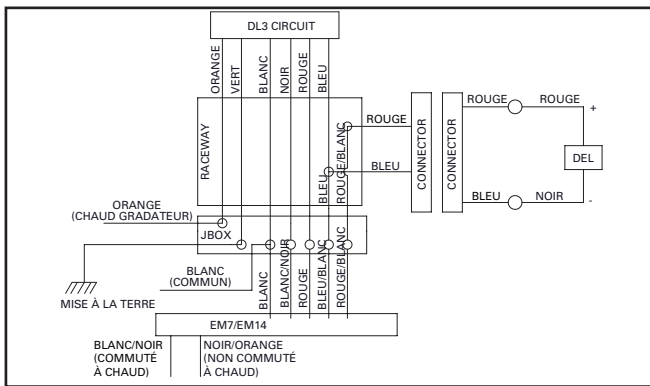 DL3 CIRCUIT
ORANGE
VERT
BLANC
NOIR
ROUGE
BLEU
RACEWAY
BLEU
ROUGE/BLANC
ROUGE
BLEU
CONNECTOR
CONNECTOR
ROUGE
ROUGE
+
DEL
BLEU
NOIR
-
ORANGE
(CHAUD GRADATEUR)
JBOX
BLANC
(COMMUN)
MISE À LA TERRE
BLANC
BLANC/NOIR
ROUGE
BLEU/BLANC
ROUGE/BLANC
EM7/EM14
BLANC/NOIR
(COMMUTÉ
À CHAUD)
NOIR/ORANGE
(NON COMMUTÉ
À CHAUD)